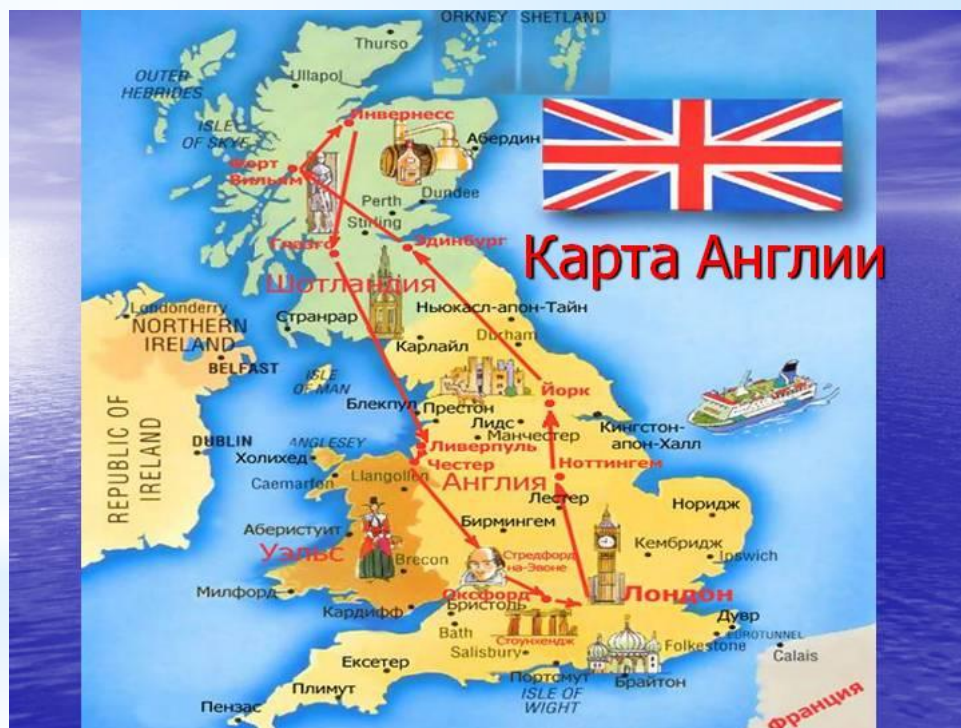 ORKNEY
SHETLAND
Thurso
OUTER
HEBRIDES
Ullapol
ISLE
OF SKYE
Инвернесс
Абердин
Форт
Вильям
Dundee
Perth
Stirling
Глазго
Эдинбург
Карта Англии
Шотландия
Londonderry
NORTHERN
IRELAND
Странрар
Ньюкасл-апон-Тайн
Durham
Карлайл
BELFAST
ISLE
OF MAN
Блекпул
Престон
Йорк
Лидс
Манчестер
Кингстон-
апон-Халл
REPUBLIC OF
IRELAND
DUBLIN
ANGLESEY
Ливерпуль
Холихед
Честер
Ноттингем
Caernarfon
Llangollen
Англия
Лестер
Норидж
Аберистуит
Бирмингем
Уэльс
Кембридж
Ipswich
Brecon
Стредфорд
на-Эвоне
Милфорд
Оксфорд
Лондон
Кардифф
Бристоль
Дувр
Bath
Стоунхендж
Folkestone
EUROTUNNEL
Salisbury
Calais
Ексетер
Портсмут
Брайтон
Плимут
ISLE OF
WIGHT
Пензас
Франция